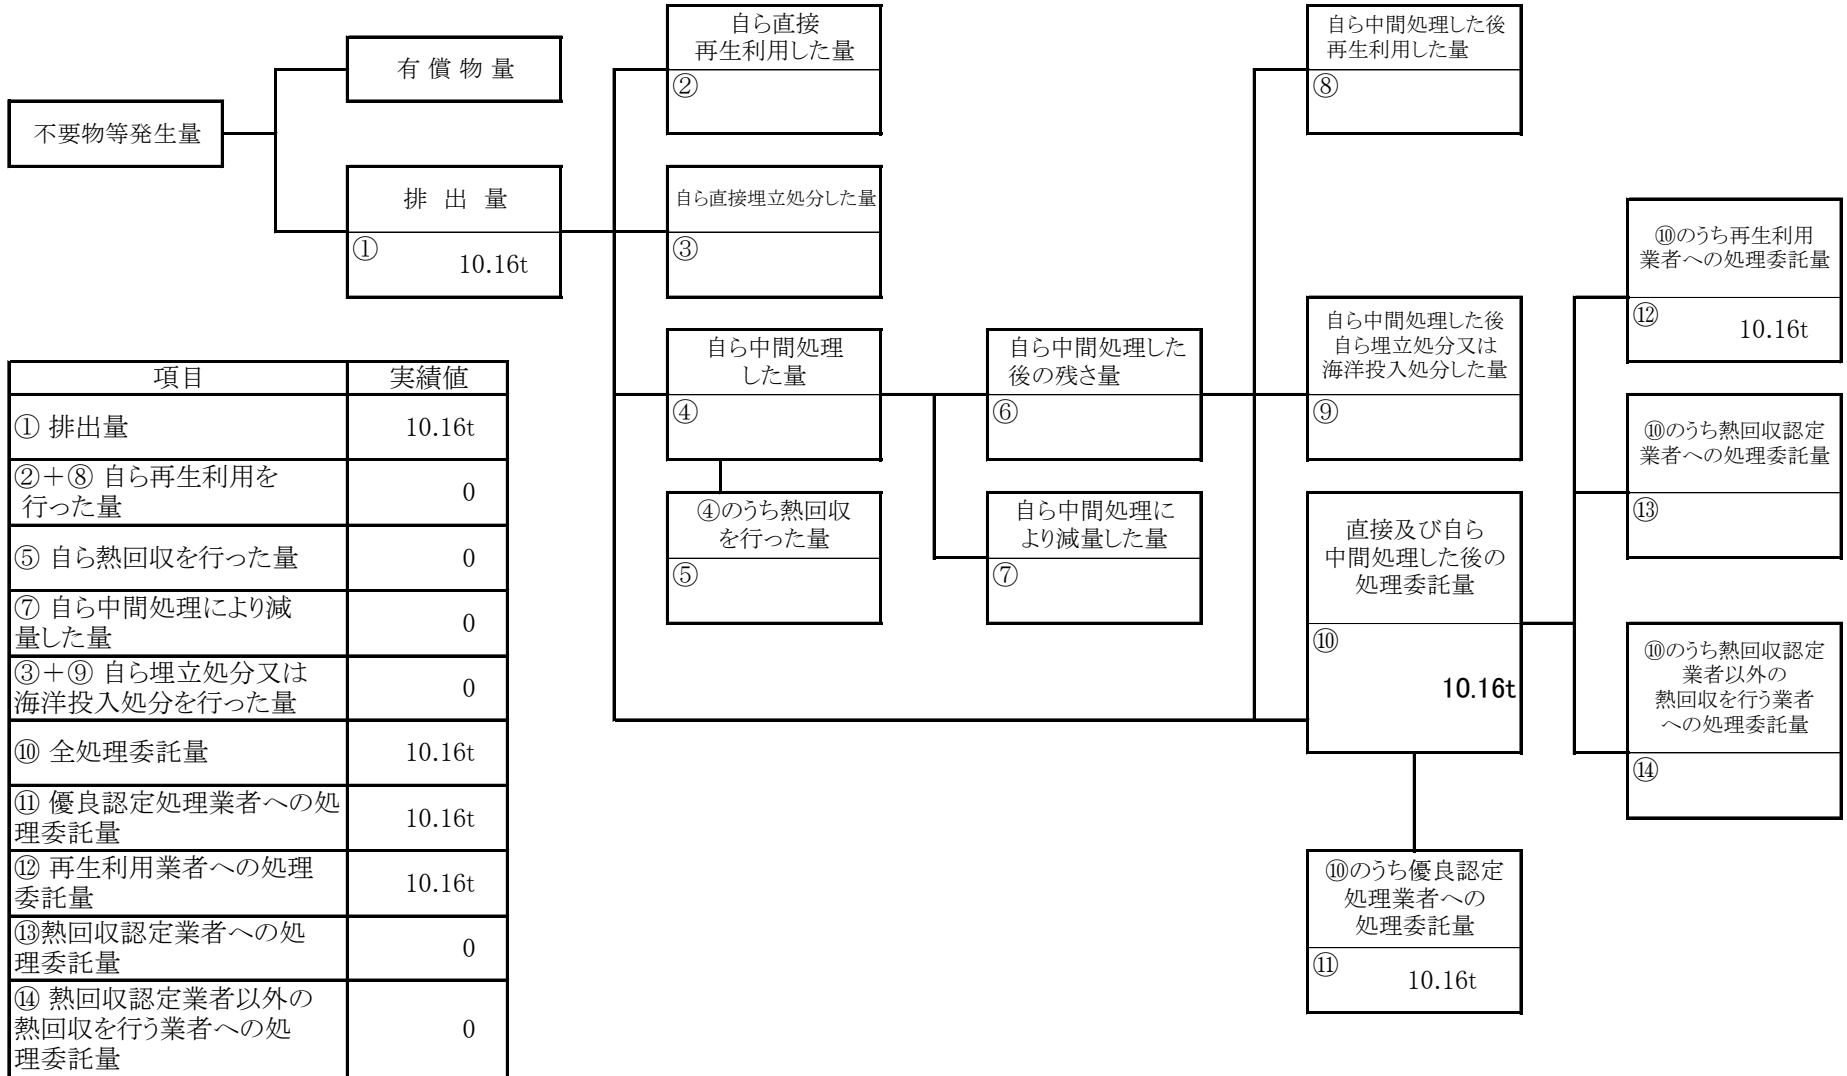 不要物等発生量
有 償 物 量
排 出 量
①
10.16t
自ら直接
再生利用した量
②
自ら直接埋立処分した量
③
自ら中間処理
した量
④
④のうち熱回収
を行った量
⑤
自ら中間処理した
後の残さ量
⑥
自ら中間処理に
より減量した量
⑦
自ら中間処理した後
再生利用した量
⑧
自ら中間処理した後
自ら埋立処分又は
海洋投入処分した量
⑨
直接及び自ら
中間処理した後の
処理委託量
⑩
10.16t
⑩のうち優良認定
処理業者への
処理委託量
⑪
10.16t
⑩のうち再生利用
業者への処理委託量
⑫
10.16t
⑩のうち熱回収認定
業者への処理委託量
⑬
⑩のうち熱回収認定
業者以外の
熱回収を行う業者
への処理委託量
⑭
項目 実績値
① 排出量 10.16t
②＋⑧ 自ら再生利用を
行った量 0
⑤ 自ら熱回収を行った量 0
⑦ 自ら中間処理により減
量した量 0
③＋⑨ 自ら埋立処分又は
海洋投入処分を行った量 0
⑩ 全処理委託量 10.16t
⑪ 優良認定処理業者への処
理委託量 10.16t
⑫ 再生利用業者への処理
委託量 10.16t
⑬熱回収認定業者への処
理委託量 0
⑭ 熱回収認定業者以外の
熱回収を行う業者への処
理委託量 0